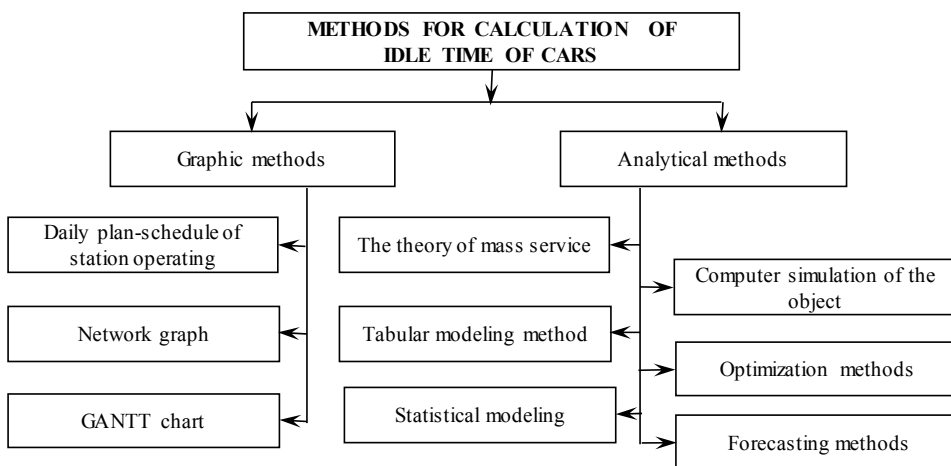 METHODS FOR CALCULATION OF
IDLE TIME OF CARS
Graphic methods
Analytical methods
Daily plan-schedule of
station operating
The theory of mass service
Computer simulation of the
object
Network graph
Tabular modeling method
Optimization methods
GANTT chart
Statistical modeling
Forecasting methods